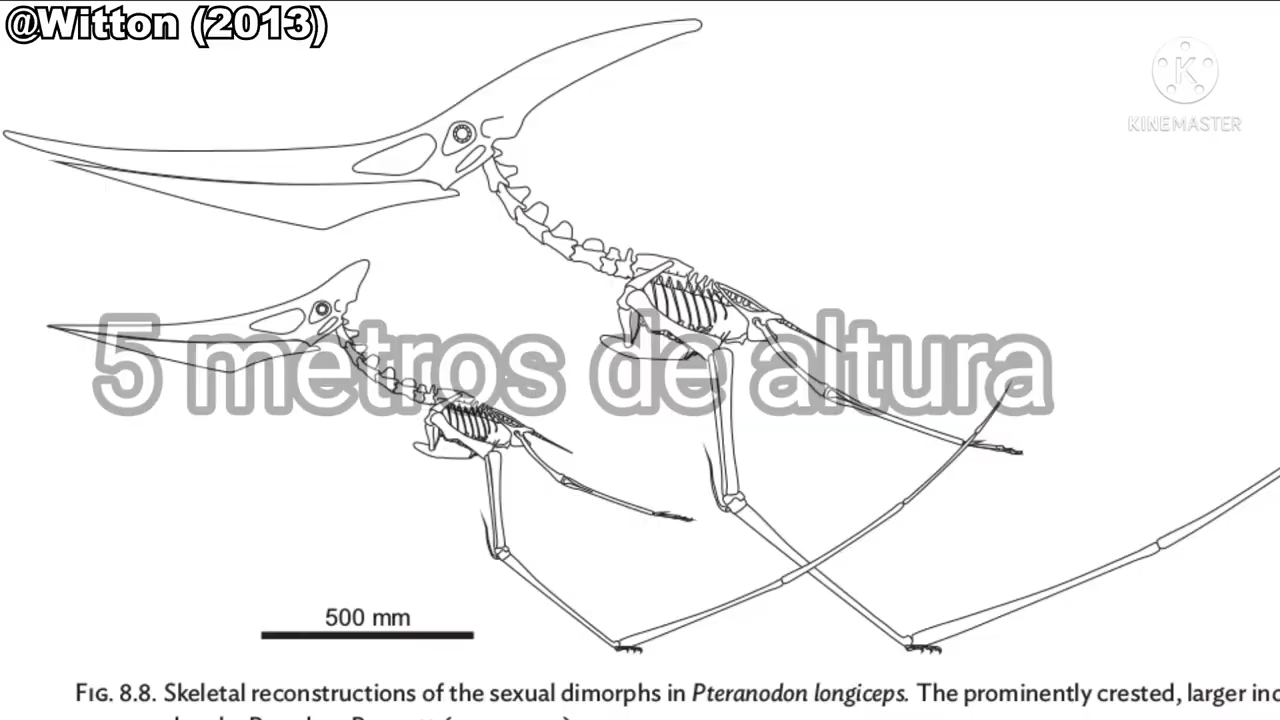 @Witton (2013)
KINEMASTER
5 metros de altura
500 mm
FIG. 8.8. Skeletal reconstructions of the sexual dimorphs in Pteranodon longiceps. The prominently crested, larger inc